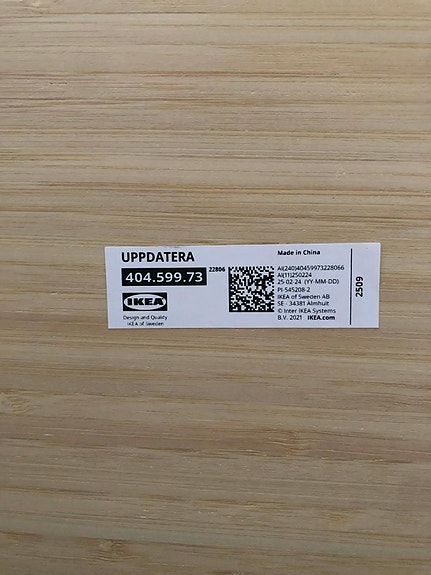 UPPDATERA
404.599.73
22806
IKEA
Design and Quality
IKEA of Sweden
Made in China
AI(240)40459973228066
AI(11)250224
25-02-24 (YY-MM-DD)
PI-545208-2
IKEA of Sweden AB
SE - 34381 Älmhult
© Inter IKEA Systems
B.V. 2021 IKEA.com
2509